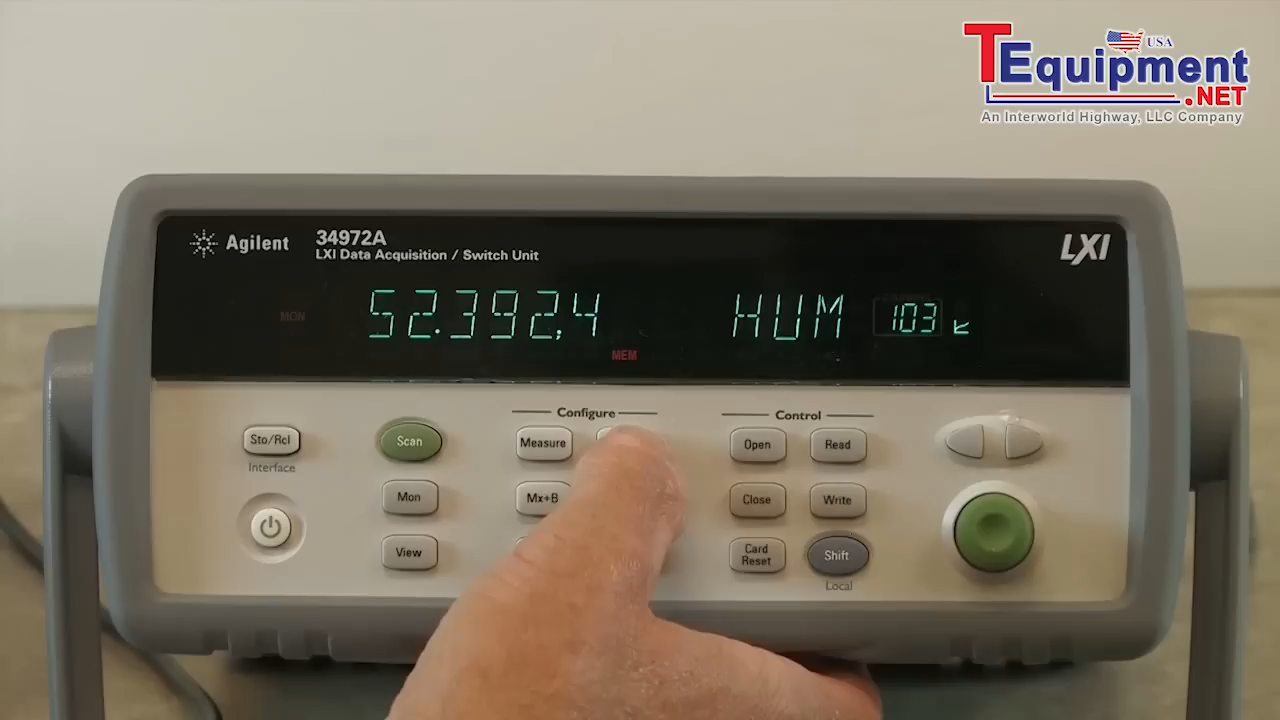 TEquipment USA
.NET
An Interworld Highway, LLC Company
Agilent
34972A
LXI Data Acquisition / Switch Unit
LXI
MON
52.392,4 HUM 103
MEM
Configure
Control
Sto/Rcl
Scan
Measure
Open
Read
Interface
Mon
Mx+B
Close
Write
View
Card
Reset
Shift
Local